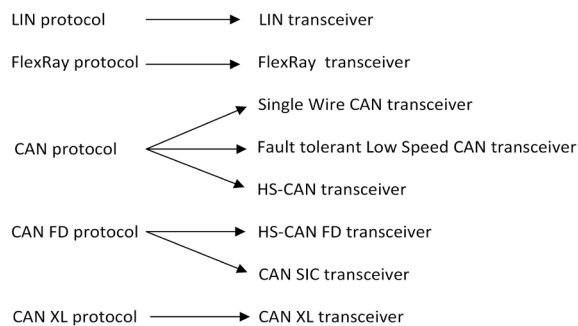 LIN protocol LIN transceiver
FlexRay protocol FlexRay transceiver
Single Wire CAN transceiver
CAN protocol Fault tolerant Low Speed CAN transceiver
HS-CAN transceiver
CAN FD protocol HS-CAN FD transceiver
CAN SIC transceiver
CAN XL protocol CAN XL transceiver